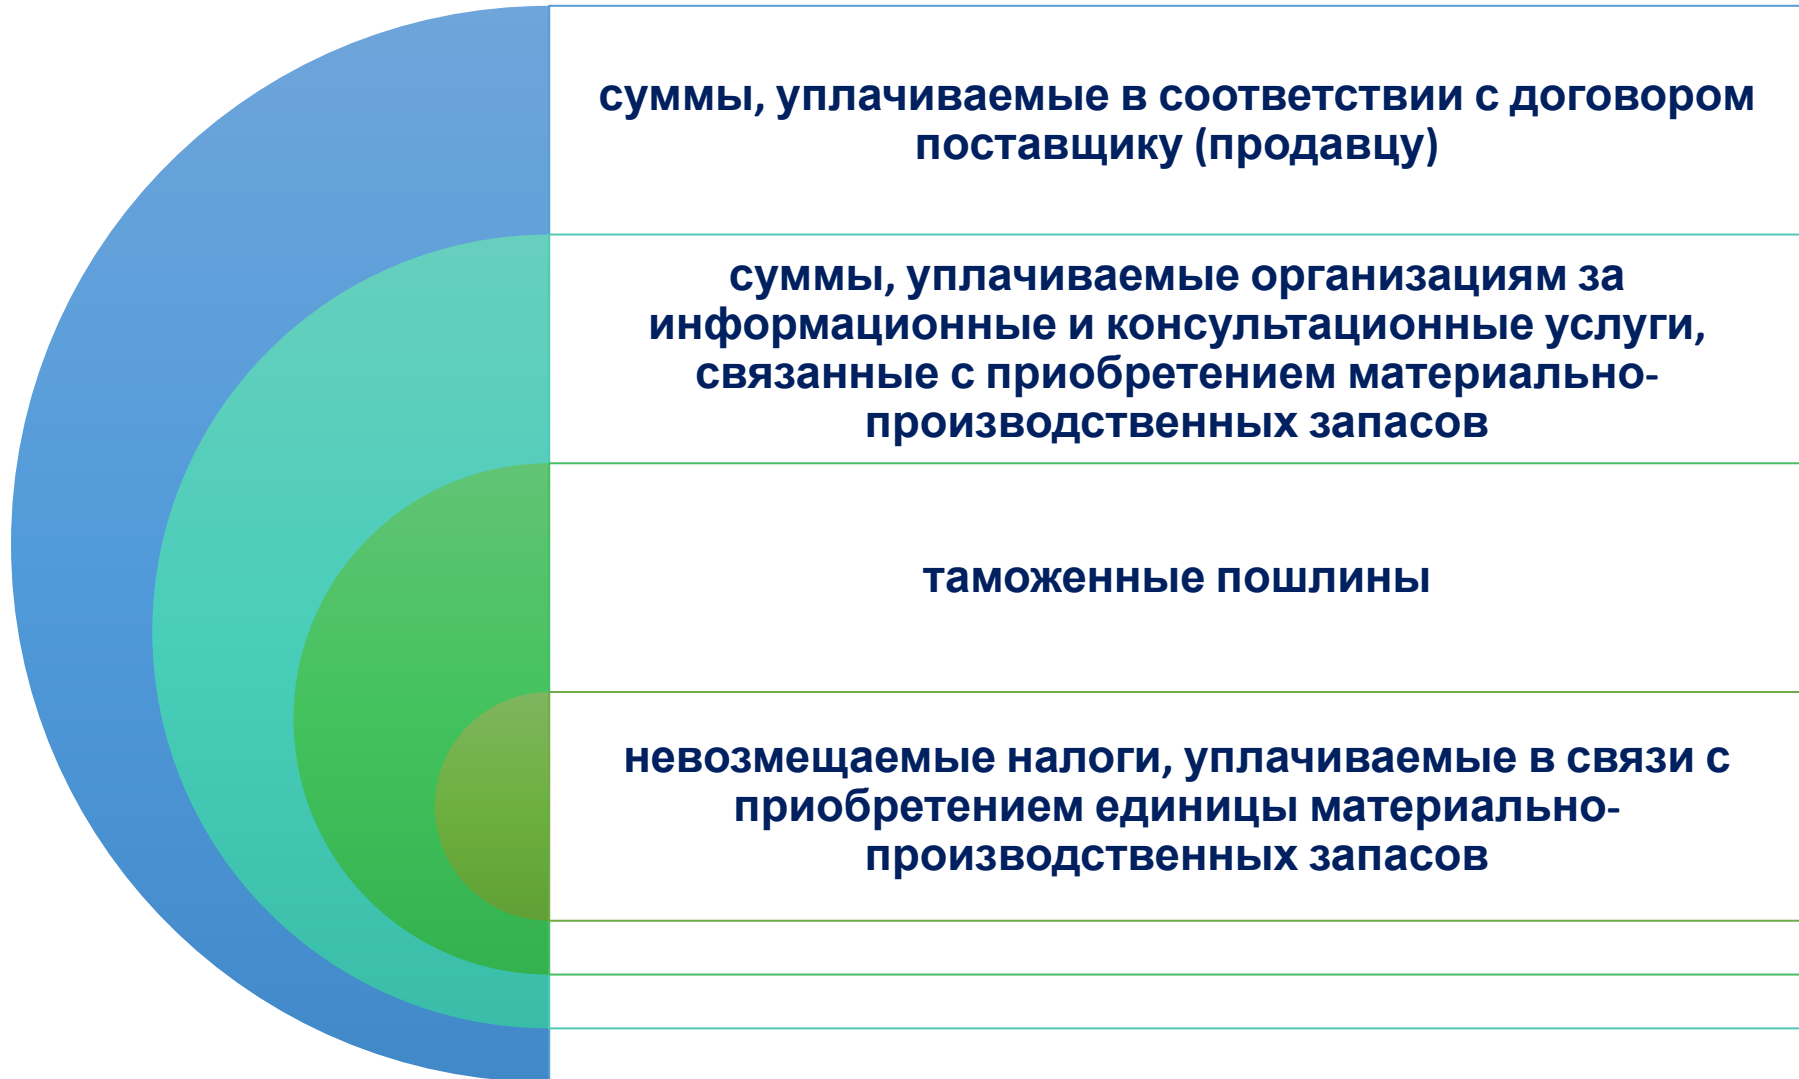 суммы, уплачиваемые в соответствии с договором
поставщику (продавцу)
суммы, уплачиваемые организациям за
информационные и консультационные услуги,
связанные с приобретением материально-
производственных запасов
таможенные пошлины
невозмещаемые налоги, уплачиваемые в связи с
приобретением единицы материально-
производственных запасов